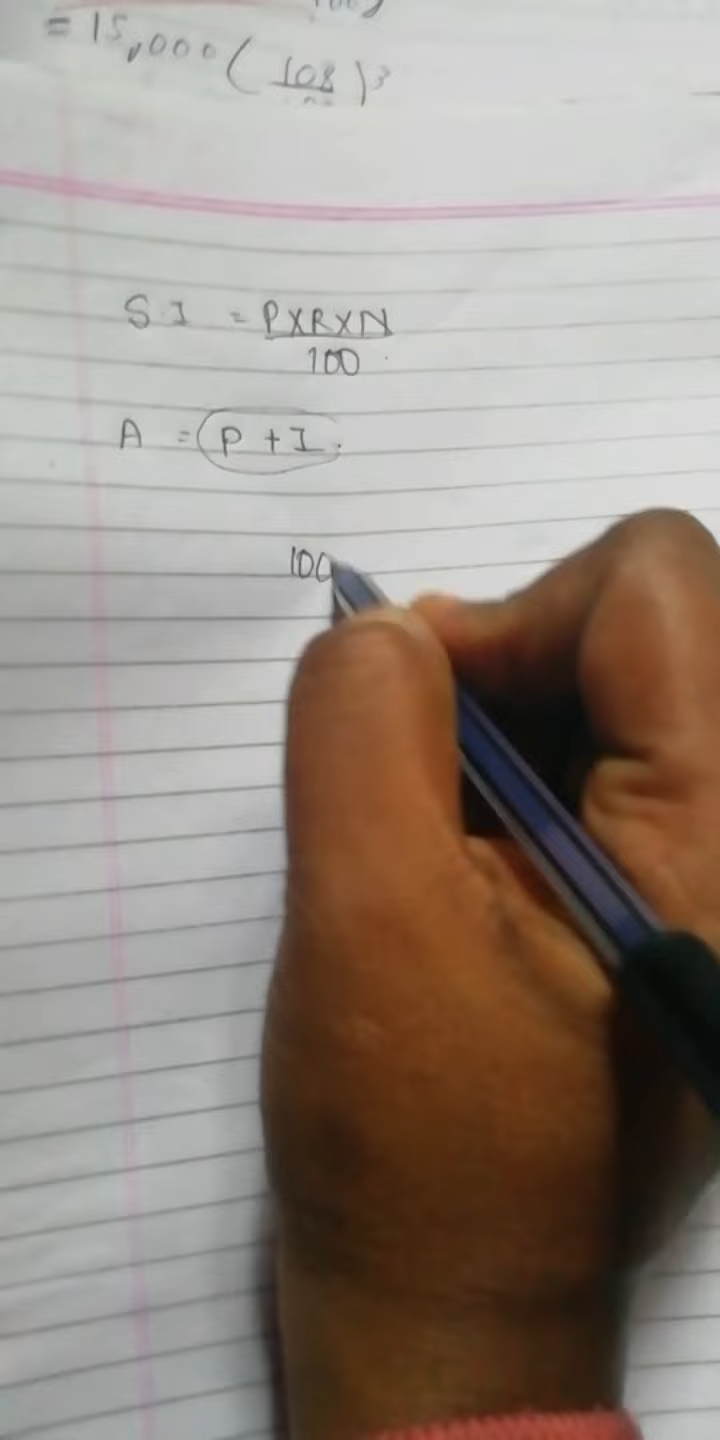 = 15,000 ( 108 )³
S.I = P×R×N
100
A = P + I.
100